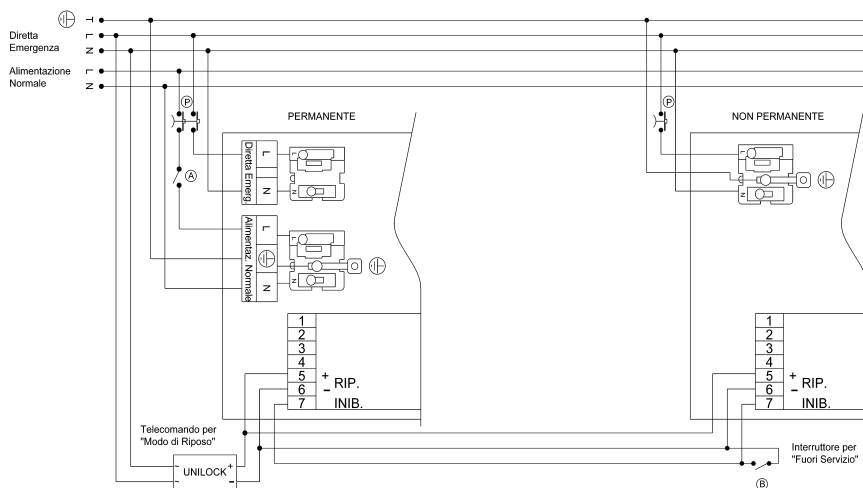 T
Diretta
Emergenza
L
N
Alimentazione
Normale
L
N
P
P
PERMANENTE
NON PERMANENTE
A
Diretta Emerg.
L
N
L
N
L
N
Alimentaz. Normale
L
N
L
N
1
2
3
4
5 + RIP.
6 −
7 INIB.
1
2
3
4
5 + RIP.
6 −
7 INIB.
Telecomando per
"Modo di Riposo"
~ UNILOCK +
~ −
Interruttore per
"Fuori Servizio"
B